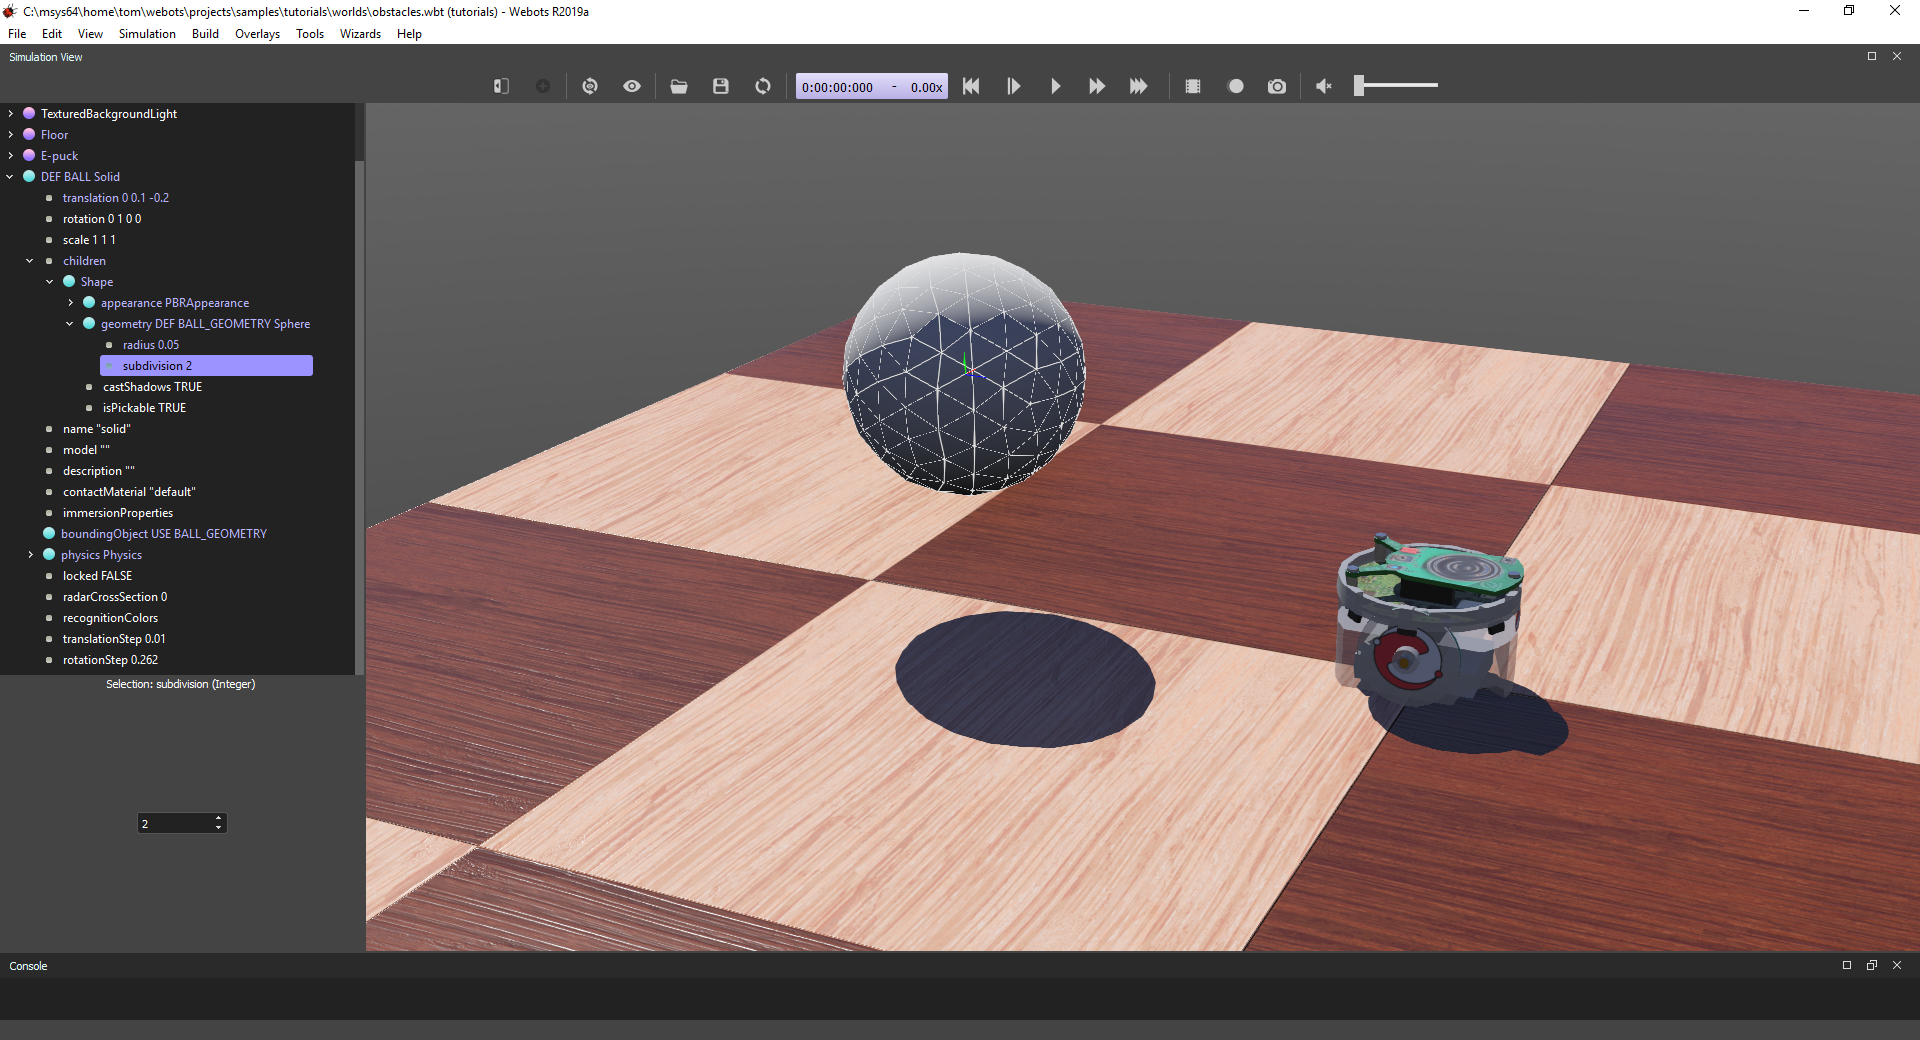 C:\msys64\home\tom\webots\projects\samples\tutorials\worlds\obstacles.wbt (tutorials) - Webots R2019a
File Edit View Simulation Build Overlays Tools Wizards Help
Simulation View
0:00:00:000 - 0.00x
TexturedBackgroundLight
Floor
E-puck
DEF BALL Solid
translation 0 0.1 -0.2
rotation 0 1 0 0
scale 1 1 1
children
Shape
appearance PBRAppearance
geometry DEF BALL_GEOMETRY Sphere
radius 0.05
subdivision 2
castShadows TRUE
isPickable TRUE
name "solid"
model ""
description ""
contactMaterial "default"
immersionProperties
boundingObject USE BALL_GEOMETRY
physics Physics
locked FALSE
radarCrossSection 0
recognitionColors
translationStep 0.01
rotationStep 0.262
Selection: subdivision (Integer)
2
Console